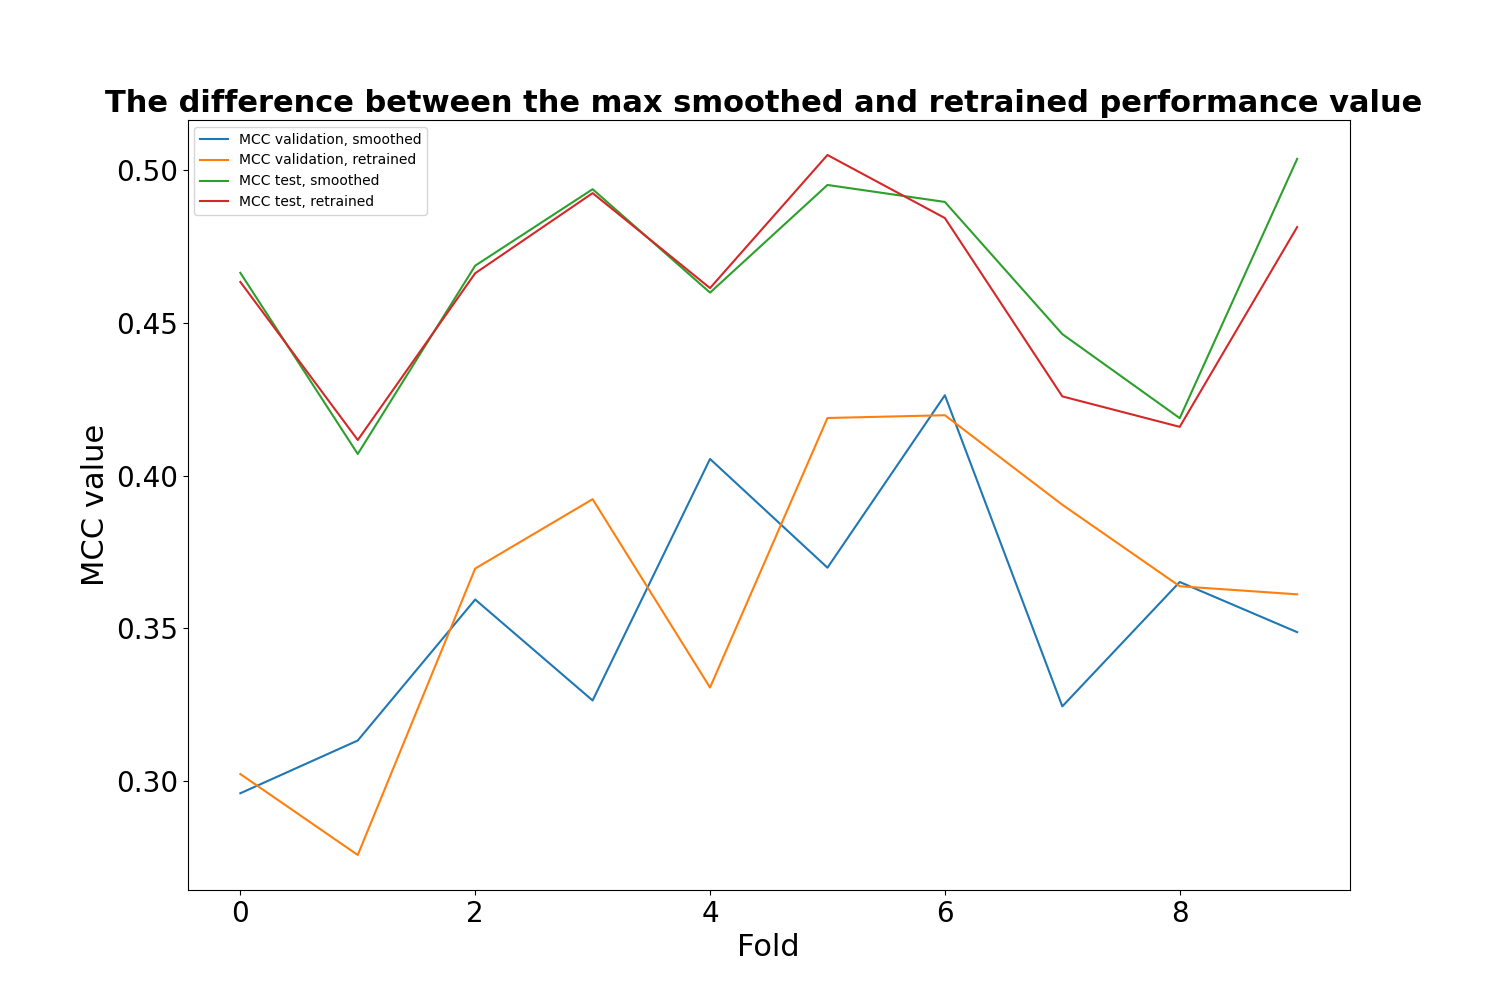 The difference between the max smoothed and retrained performance value
MCC validation, smoothed
MCC validation, retrained
MCC test, smoothed
MCC test, retrained
0.50
0.45
0.40
0.35
0.30
MCC value
0 2 4 6 8
Fold